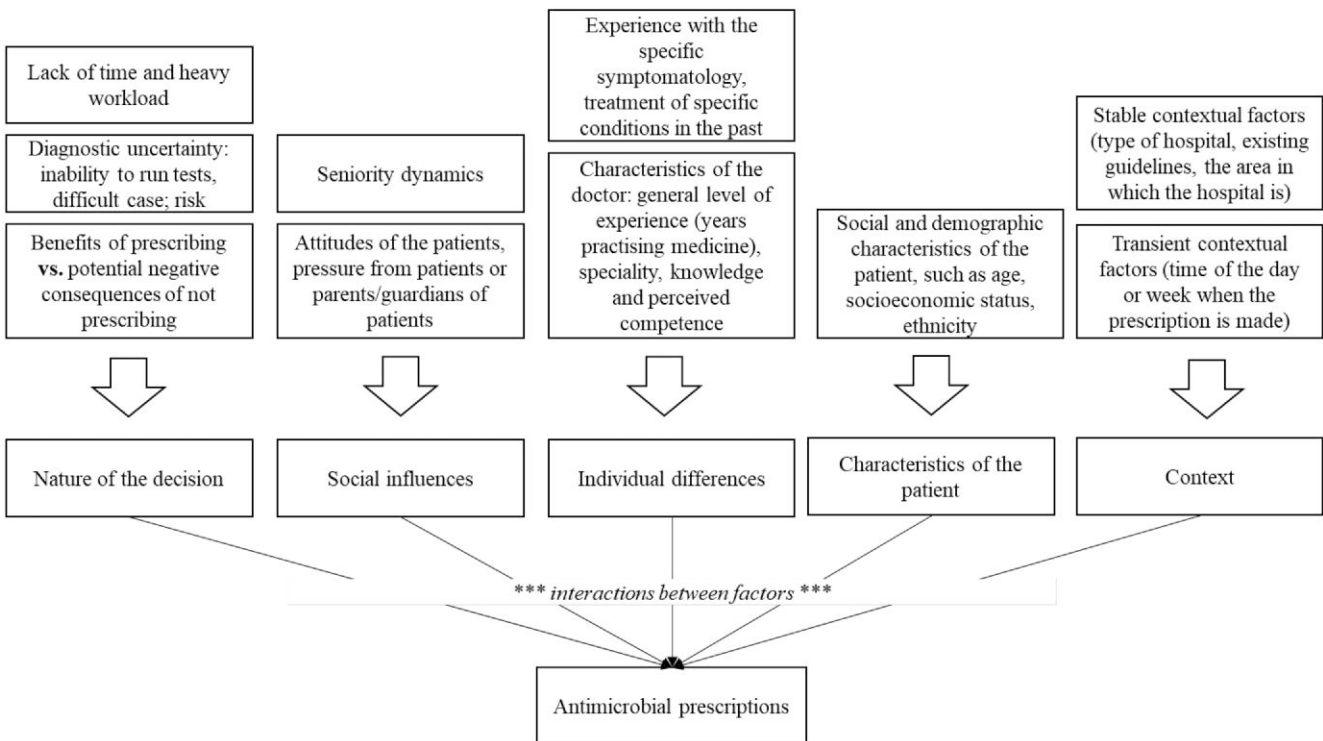 Lack of time and heavy
workload
Diagnostic uncertainty:
inability to run tests,
difficult case; risk
Benefits of prescribing
vs. potential negative
consequences of not
prescribing
Seniority dynamics
Attitudes of the patients,
pressure from patients or
parents/guardians of
patients
Experience with the
specific
symptomatology,
treatment of specific
conditions in the past
Characteristics of the
doctor: general level of
experience (years
practising medicine),
speciality, knowledge
and perceived
competence
Social and demographic
characteristics of the
patient, such as age,
socioeconomic status,
ethnicity
Stable contextual factors
(type of hospital, existing
guidelines, the area in
which the hospital is)
Transient contextual
factors (time of the day
or week when the
prescription is made)
Nature of the decision
Social influences
Individual differences
Characteristics of the
patient
Context
*** interactions between factors ***
Antimicrobial prescriptions